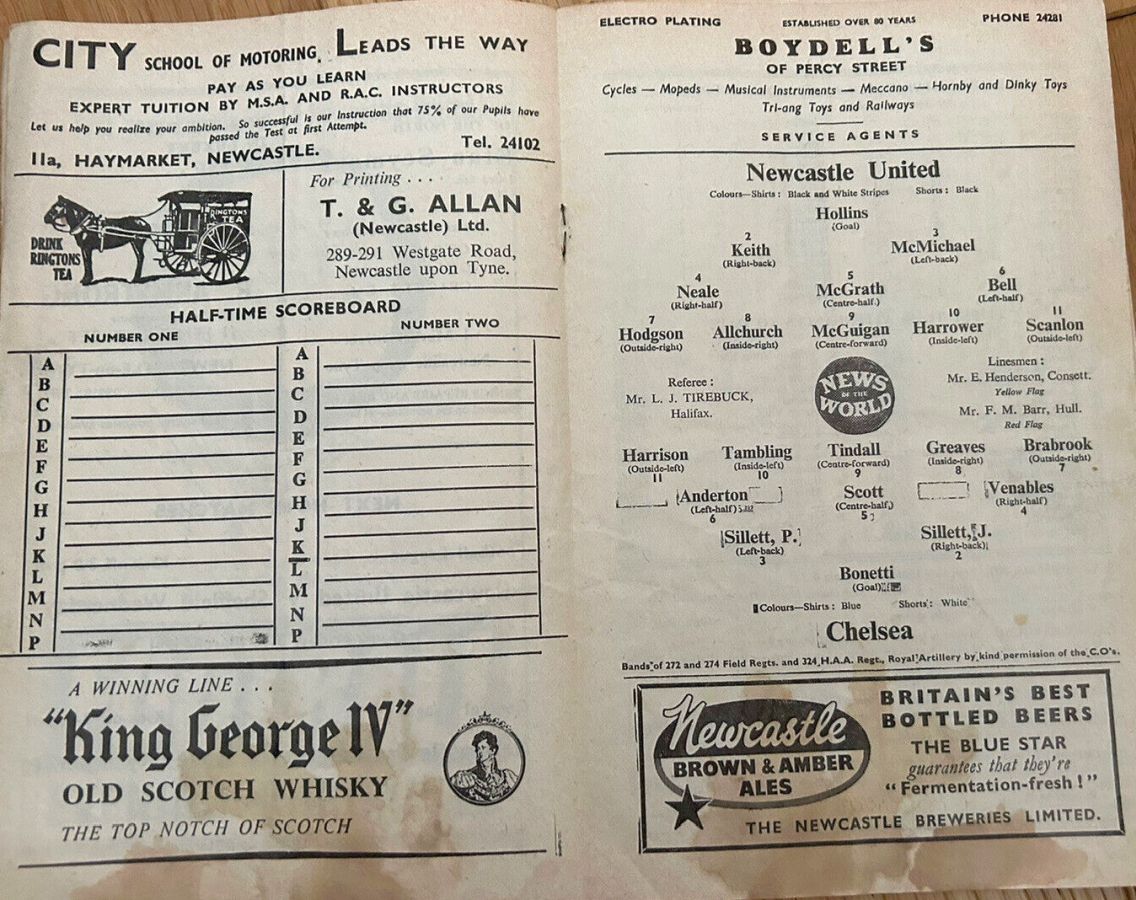 CITY SCHOOL OF MOTORING, LEADS THE WAY
PAY AS YOU LEARN
EXPERT TUITION BY M.S.A. AND R.A.C. INSTRUCTORS
Let us help you realize your ambition. So successful is our Instruction that 75% of our Pupils have
passed the Test at first Attempt.
11a, HAYMARKET, NEWCASTLE. Tel. 24102
DRINK
RINGTONS
TEA
RINGTONS
TEA
For Printing . . .
T. & G. ALLAN
(Newcastle) Ltd.
289-291 Westgate Road,
Newcastle upon Tyne.
HALF-TIME SCOREBOARD
NUMBER ONE NUMBER TWO
A A
B B
C C
D D
E E
F F
G G
H H
J J
K K
L L
M M
N N
P P
A WINNING LINE . . .
"King George IV"
OLD SCOTCH WHISKY
THE TOP NOTCH OF SCOTCH
ELECTRO PLATING ESTABLISHED OVER 80 YEARS PHONE 24281
BOYDELL'S
OF PERCY STREET
Cycles — Mopeds — Musical Instruments — Meccano — Hornby and Dinky Toys
Tri-ang Toys and Railways
SERVICE AGENTS
Newcastle United
Colours—Shirts : Black and White Stripes Shorts : Black
Hollins
(Goal)
2 3
Keith McMichael
(Right-back) (Left-back)
4 5 6
Neale McGrath Bell
(Right-half) (Centre-half.) (Left-half)
7 8 9 10 11
Hodgson Allchurch McGuigan Harrower Scanlon
(Outside-right) (Inside-right) (Centre-forward) (Inside-left) (Outside-left)
Referee :
Mr. L. J. TIREBUCK,
Halifax.
NEWS
OF THE
WORLD
Linesmen :
Mr. E. Henderson, Consett.
Yellow Flag
Mr. F. M. Barr, Hull.
Red Flag
Harrison Tambling Tindall Greaves Brabrook
(Outside-left) (Inside-left) (Centre-forward) (Inside-right) (Outside-right)
11 10 9 8 7
Anderton Scott Venables
(Left-half) (Centre-half) (Right-half)
6 5 4
Sillett, P. Sillett, J.
(Left-back) (Right-back)
3 2
Bonetti
(Goal)
Colours—Shirts : Blue Shorts : White
Chelsea
Bands of 272 and 274 Field Regts. and 324 H.A.A. Regt., Royal Artillery by kind permission of the C.O's.
Newcastle
BROWN & AMBER
ALES
BRITAIN'S BEST
BOTTLED BEERS
THE BLUE STAR
guarantees that they're
"Fermentation-fresh !"
THE NEWCASTLE BREWERIES LIMITED.